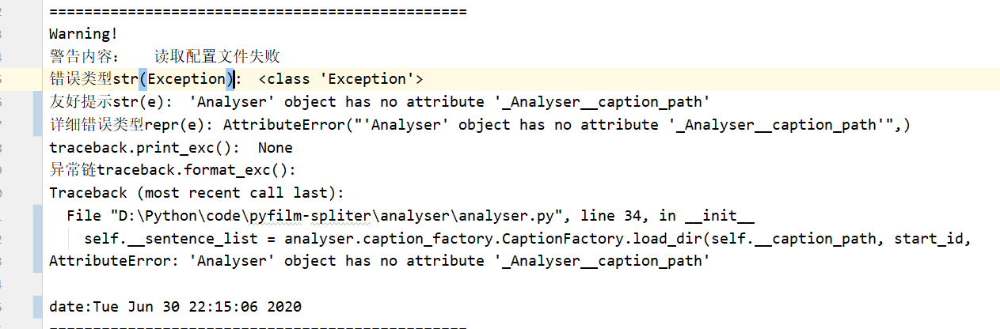 ==================================================
Warning!
警告内容：   读取配置文件失败
错误类型str(Exception):  <class 'Exception'>
友好提示str(e):  'Analyser' object has no attribute '_Analyser__caption_path'
详细错误类型repr(e): AttributeError("'Analyser' object has no attribute '_Analyser__caption_path'",)
traceback.print_exc():  None
异常链traceback.format_exc():
Traceback (most recent call last):
  File "D:\Python\code\pyfilm-spliter\analyser\analyser.py", line 34, in __init__
    self.__sentence_list = analyser.caption_factory.CaptionFactory.load_dir(self.__caption_path, start_id,
AttributeError: 'Analyser' object has no attribute '_Analyser__caption_path'
date:Tue Jun 30 22:15:06 2020
==================================================